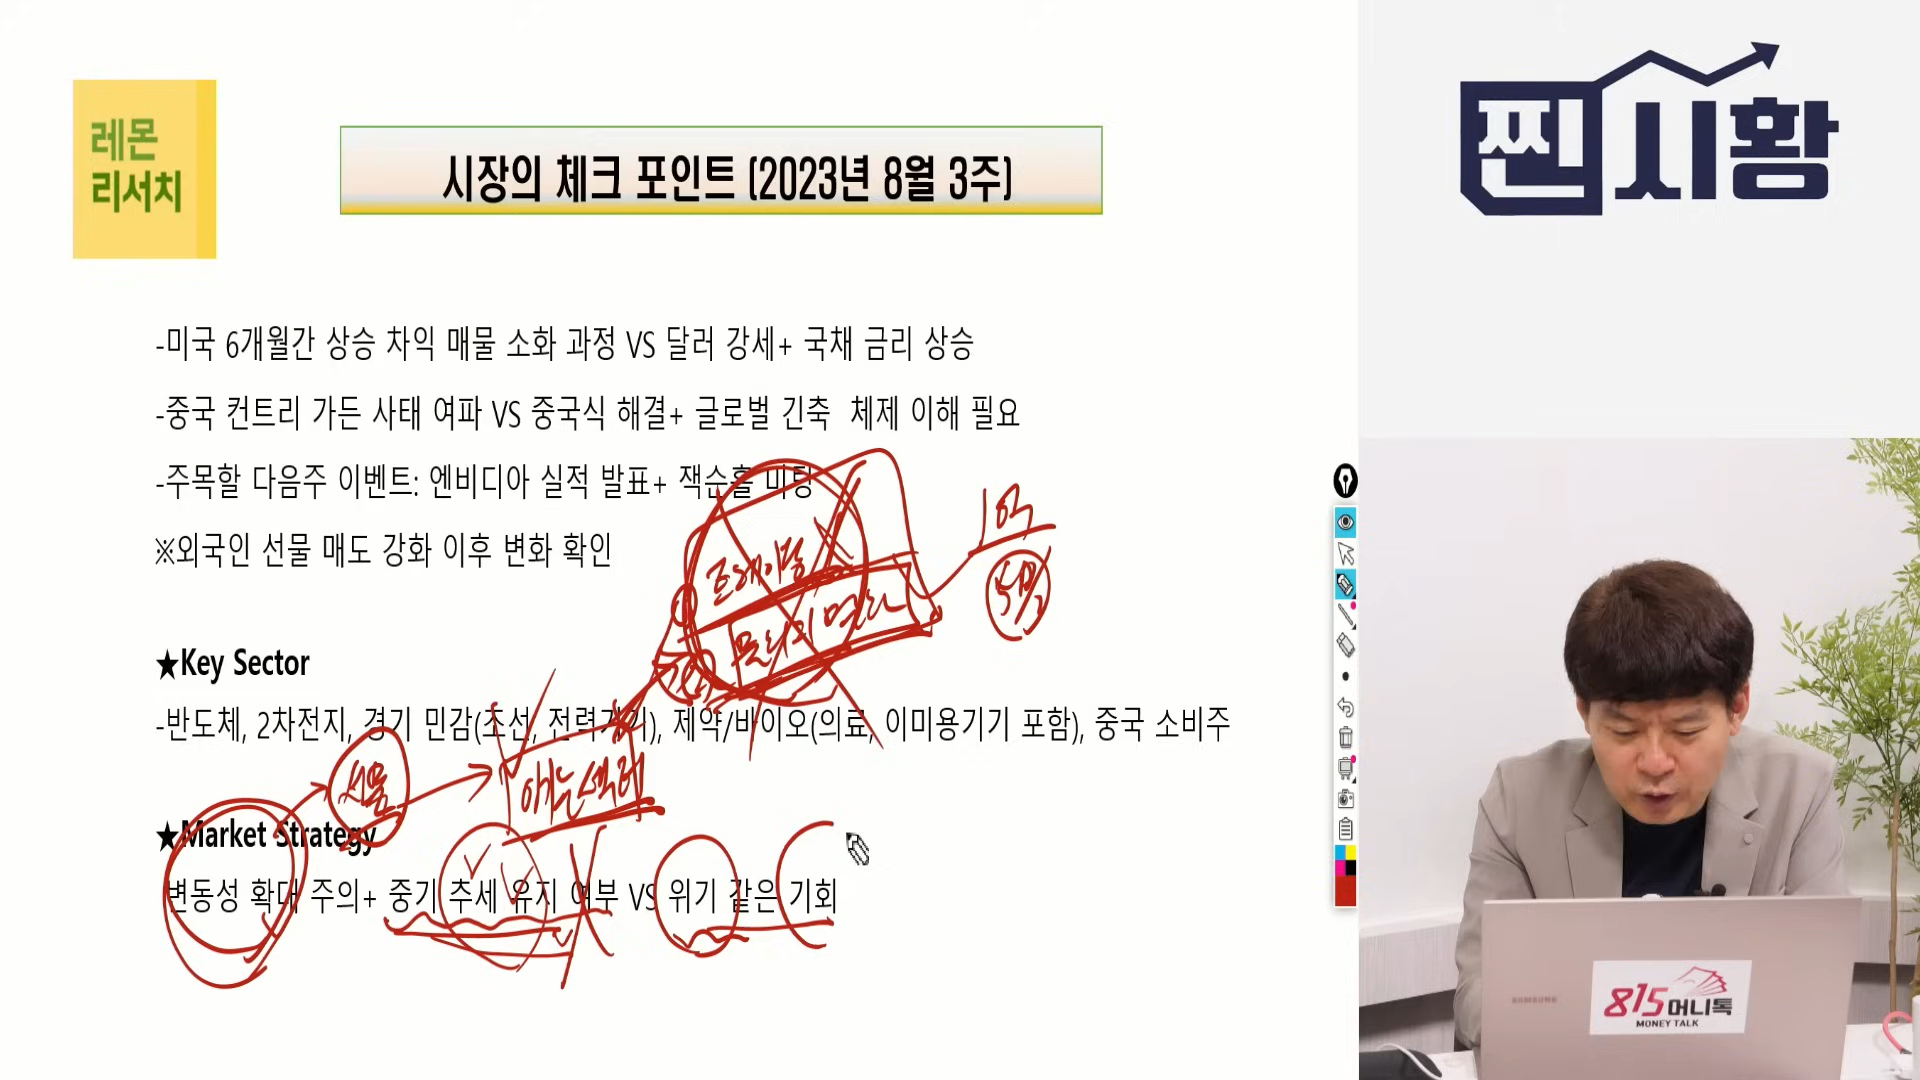 레몬
리서치
시장의 체크 포인트 (2023년 8월 3주)
찐시황
-미국 6개월간 상승 차익 매물 소화 과정 VS 달러 강세+ 국채 금리 상승
-중국 컨트리 가든 사태 여파 VS 중국식 해결+ 글로벌 긴축 체제 이해 필요
-주목할 다음주 이벤트: 엔비디아 실적 발표+ 잭슨홀 미팅
※외국인 선물 매도 강화 이후 변화 확인
★Key Sector
-반도체, 2차전지, 경기 민감(조선, 전력기기), 제약/바이오(의료, 이미용기기 포함), 중국 소비주
선물
아는 섹터
★Market Strategy
변동성 확대 주의+ 중기 추세 유지 여부 VS 위기 같은 기회
SAMSUNG
815머니톡
MONEY TALK